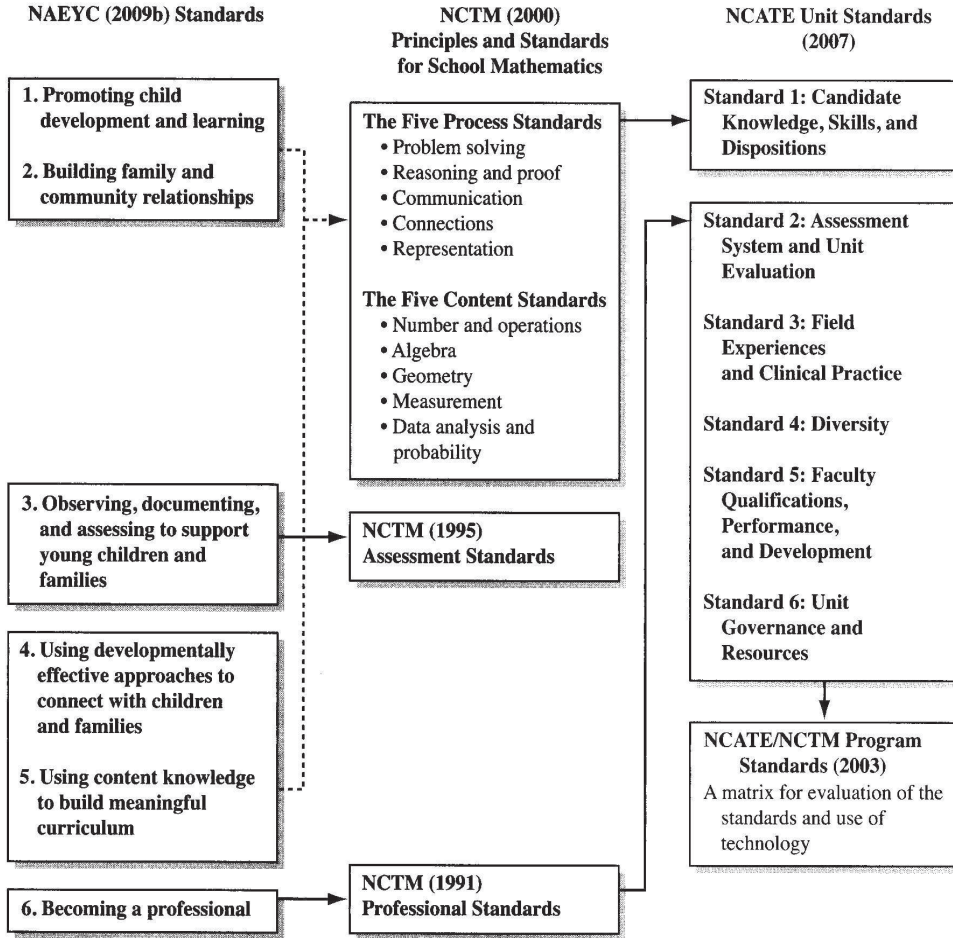 NAEYC (2009b) Standards
1. Promoting child
development and learning
2. Building family and
community relationships
3. Observing, documenting,
and assessing to support
young children and
families
4. Using developmentally
effective approaches to
connect with children
and families
5. Using content knowledge
to build meaningful
curriculum
6. Becoming a professional
NCTM (2000)
Principles and Standards
for School Mathematics
The Five Process Standards
• Problem solving
• Reasoning and proof
• Communication
• Connections
• Representation
The Five Content Standards
• Number and operations
• Algebra
• Geometry
• Measurement
• Data analysis and
probability
NCTM (1995)
Assessment Standards
NCTM (1991)
Professional Standards
NCATE Unit Standards
(2007)
Standard 1: Candidate
Knowledge, Skills, and
Dispositions
Standard 2: Assessment
System and Unit
Evaluation
Standard 3: Field
Experiences
and Clinical Practice
Standard 4: Diversity
Standard 5: Faculty
Qualifications,
Performance,
and Development
Standard 6: Unit
Governance and
Resources
NCATE/NCTM Program
Standards (2003)
A matrix for evaluation of the
standards and use of
technology